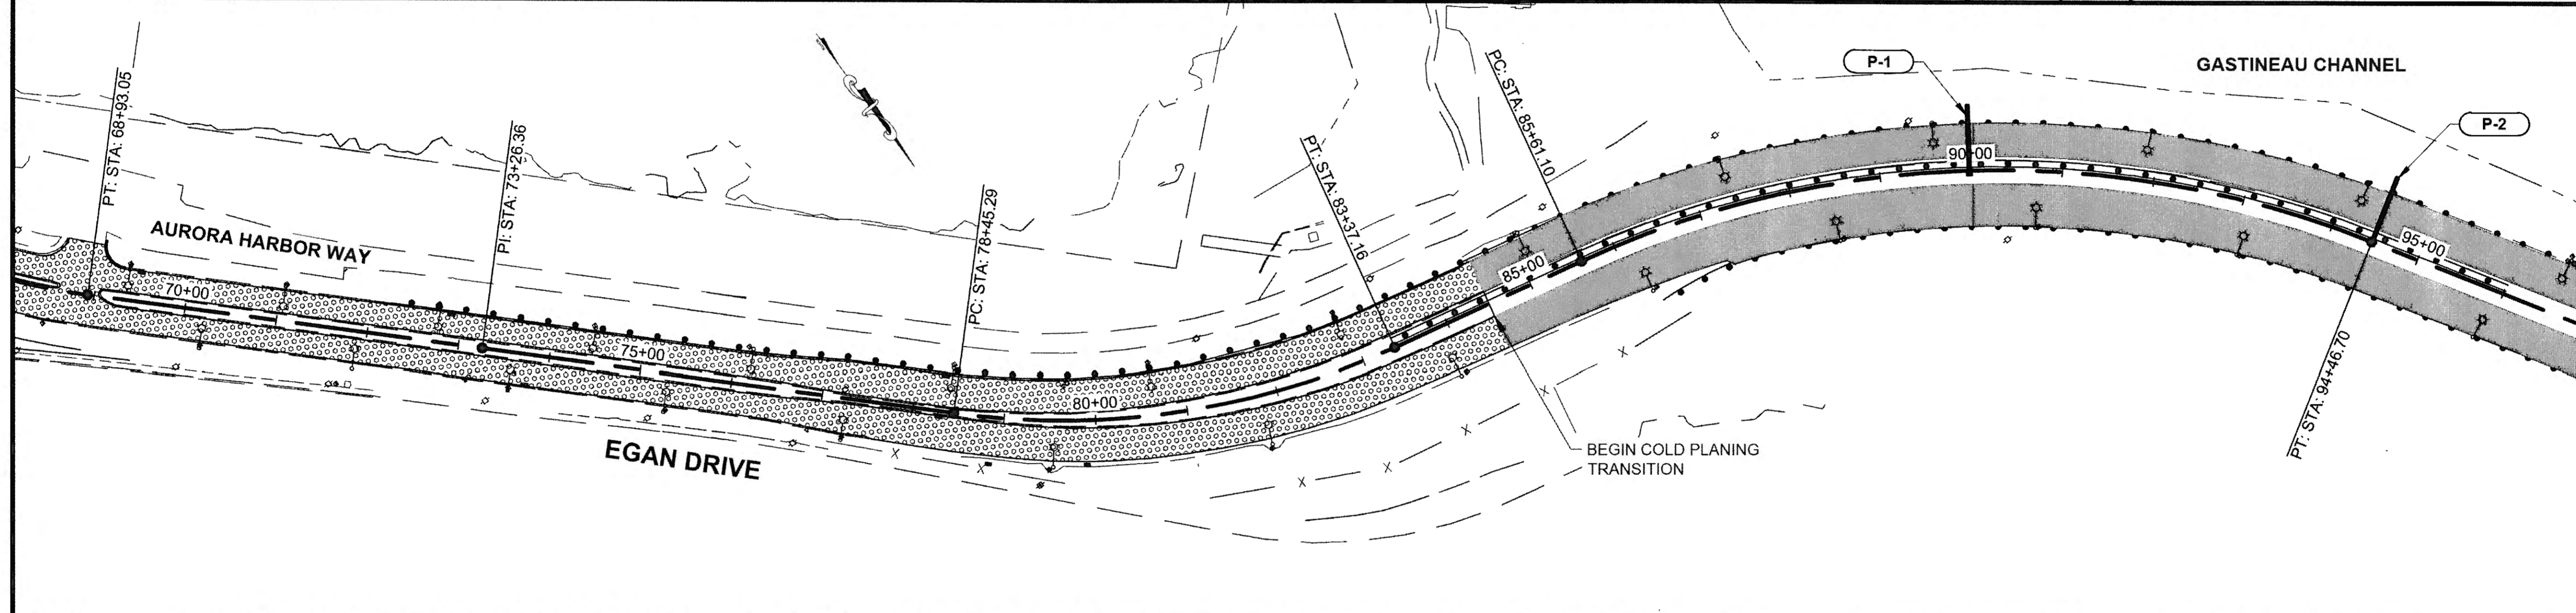 PT: STA: 68+93.05
AURORA HARBOR WAY
70+00
PI: STA: 73+26.36
75+00
EGAN DRIVE
PC: STA: 78+45.29
80+00
PT: STA: 83+37.16
85+00
PC: STA: 85+61.10
BEGIN COLD PLANING
TRANSITION
P-1
90+00
GASTINEAU CHANNEL
P-2
95+00
PT: STA: 94+46.70
X
X
X
X
X
X
X